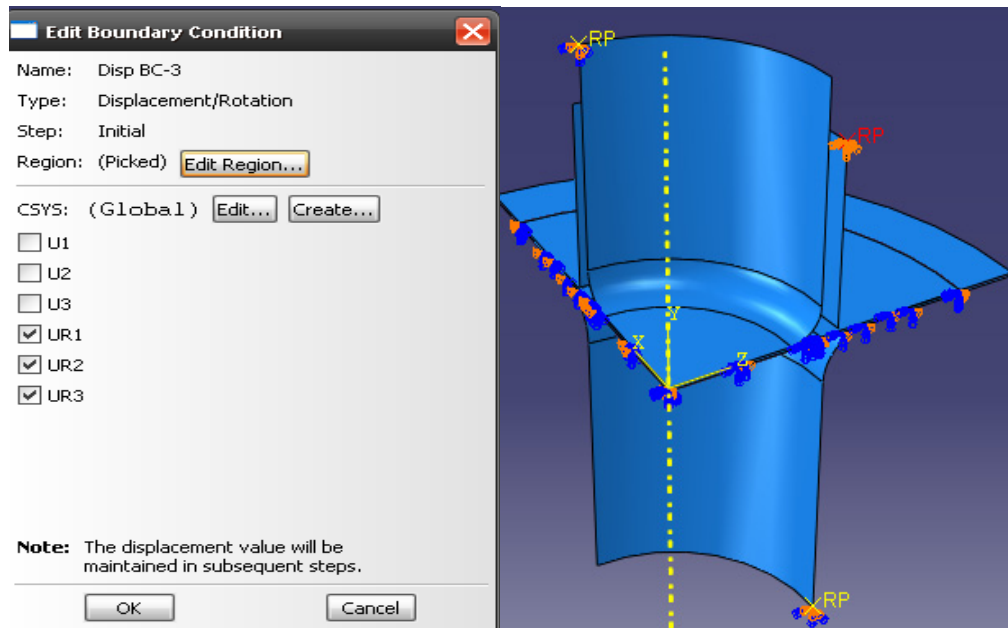 Edit Boundary Condition
Name: Disp BC-3
Type: Displacement/Rotation
Step: Initial
Region: (Picked) Edit Region...
CSYS: (Global) Edit... Create...
U1
U2
U3
UR1
UR2
UR3
Note: The displacement value will be
maintained in subsequent steps.
OK Cancel
RP
RP
Y
X
Z
RP